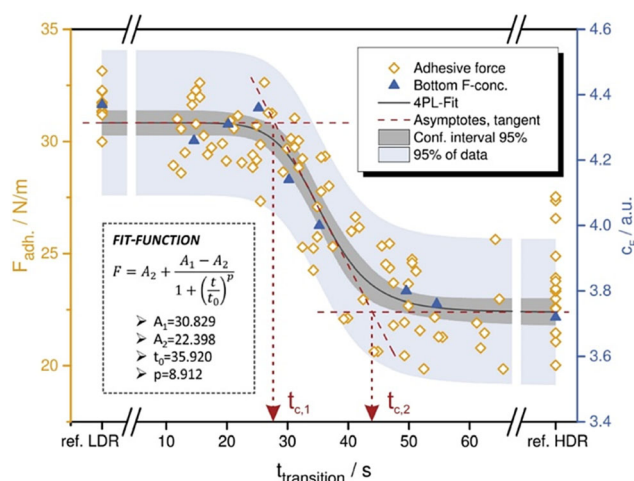 35
30
25
20
F_adh. / N/m
4.6
4.4
4.2
4.0
3.8
3.6
3.4
c_F / a.u.
Adhesive force
Bottom F-conc.
4PL-Fit
Asymptotes, tangent
Conf. interval 95%
95% of data
FIT-FUNCTION
F = A₂ + (A₁ − A₂) / (1 + (t/t₀)^p)
➢ A₁=30.829
➢ A₂=22.398
➢ t₀=35.920
➢ p=8.912
t_c,1
t_c,2
ref. LDR 10 20 30 40 50 60 ref. HDR
t_transition / s